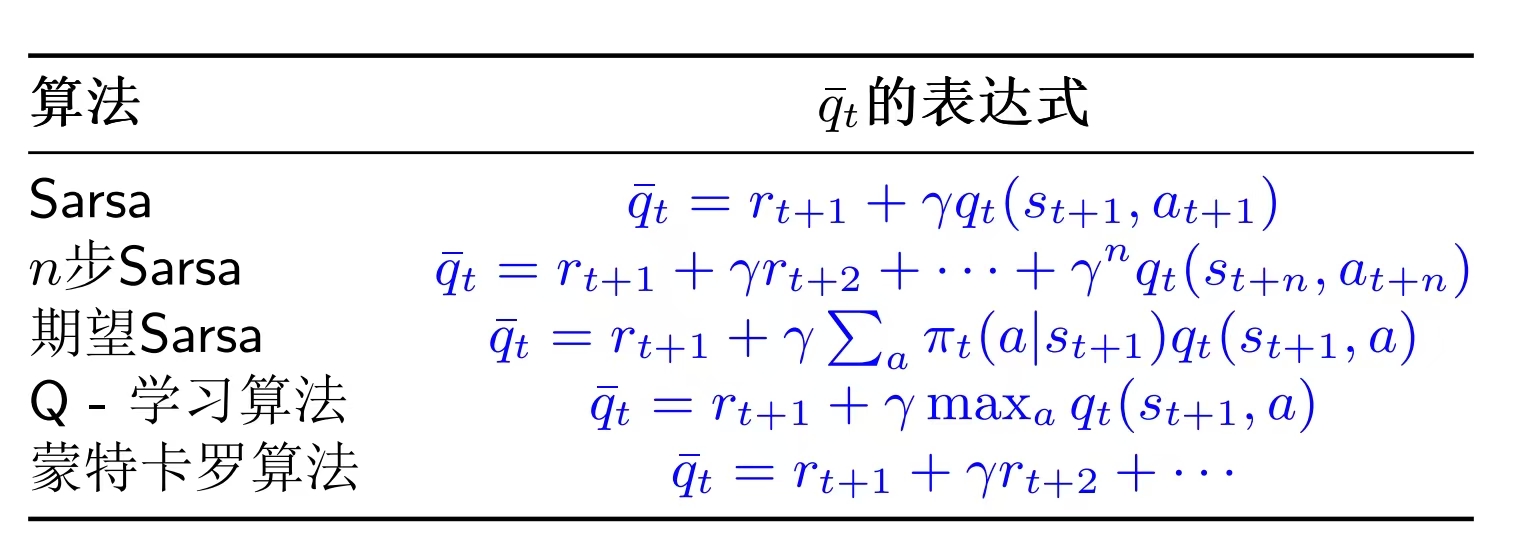 算法 $\bar{q}_t$的表达式
Sarsa $\bar{q}_t = r_{t+1} + \gamma q_t(s_{t+1}, a_{t+1})$
$n$步Sarsa $\bar{q}_t = r_{t+1} + \gamma r_{t+2} + \cdots + \gamma^n q_t(s_{t+n}, a_{t+n})$
期望Sarsa $\bar{q}_t = r_{t+1} + \gamma \sum_a \pi_t(a|s_{t+1})q_t(s_{t+1}, a)$
Q - 学习算法 $\bar{q}_t = r_{t+1} + \gamma \max_a q_t(s_{t+1}, a)$
蒙特卡罗算法 $\bar{q}_t = r_{t+1} + \gamma r_{t+2} + \cdots$